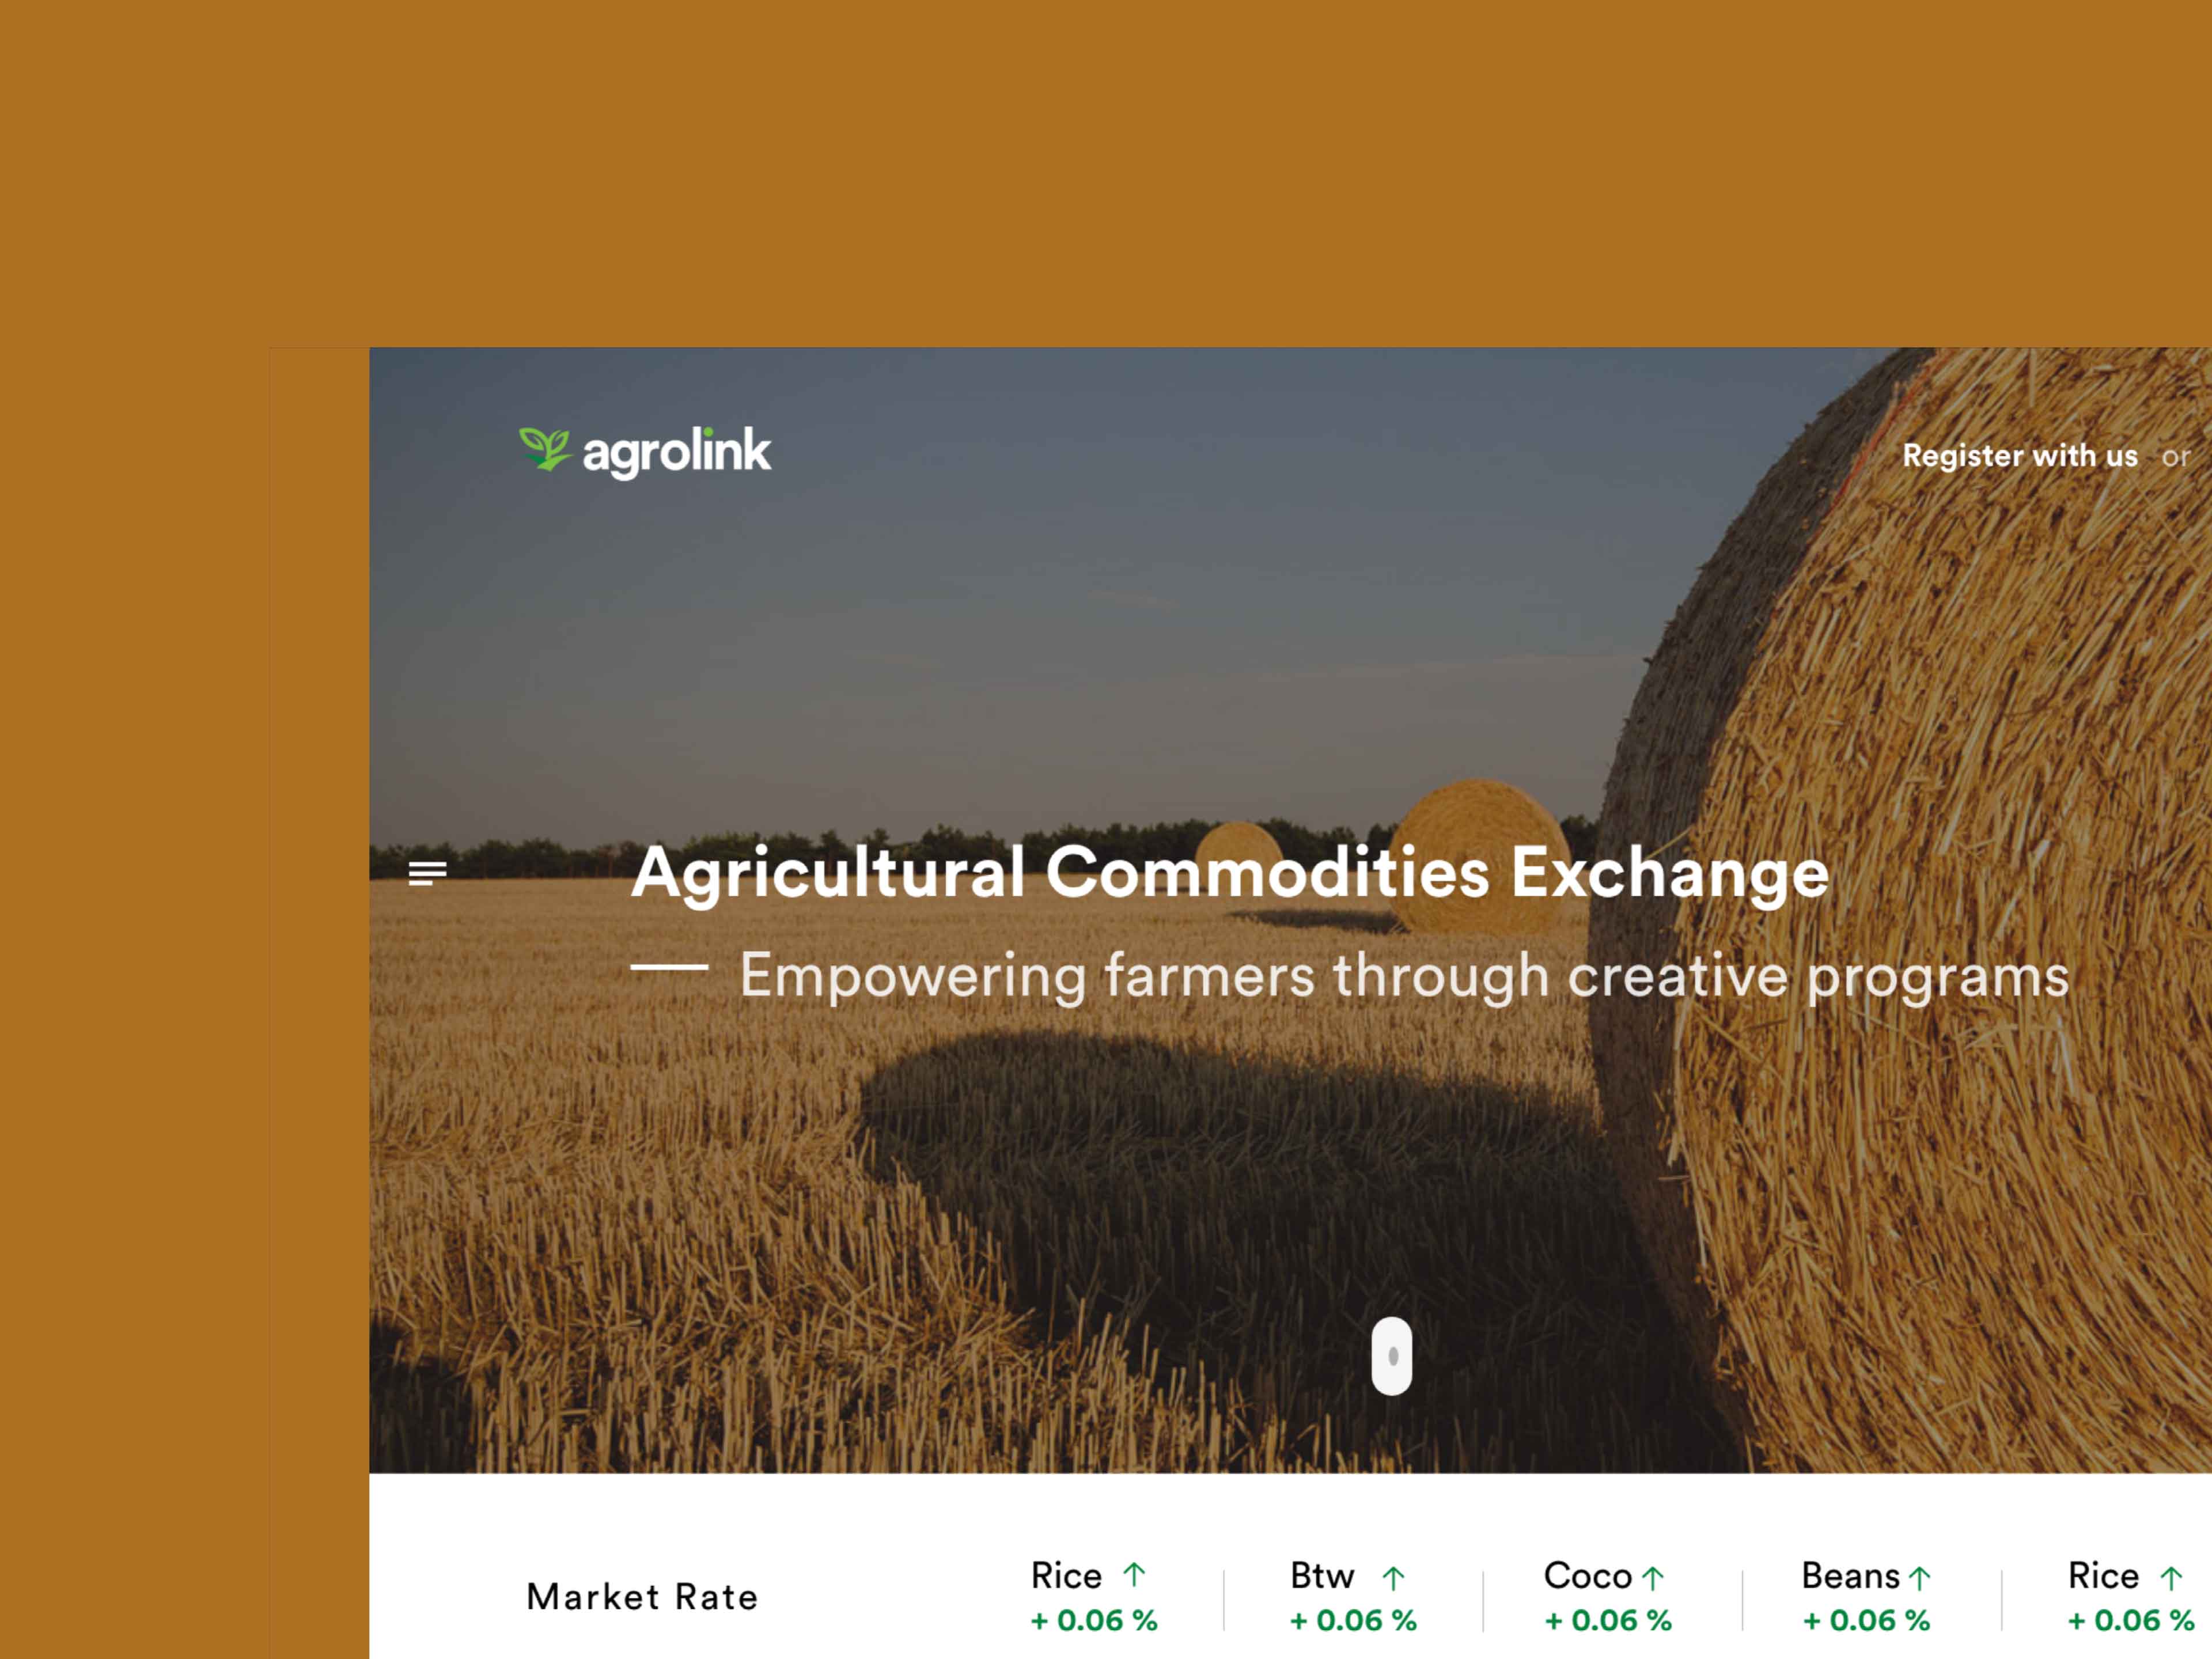 agrolink
Register with us or
Agricultural Commodities Exchange
Empowering farmers through creative programs
Market Rate
Rice ↑ Btw ↑ Coco ↑ Beans ↑ Rice ↑
+ 0.06 % + 0.06 % + 0.06 % + 0.06 % + 0.06 %